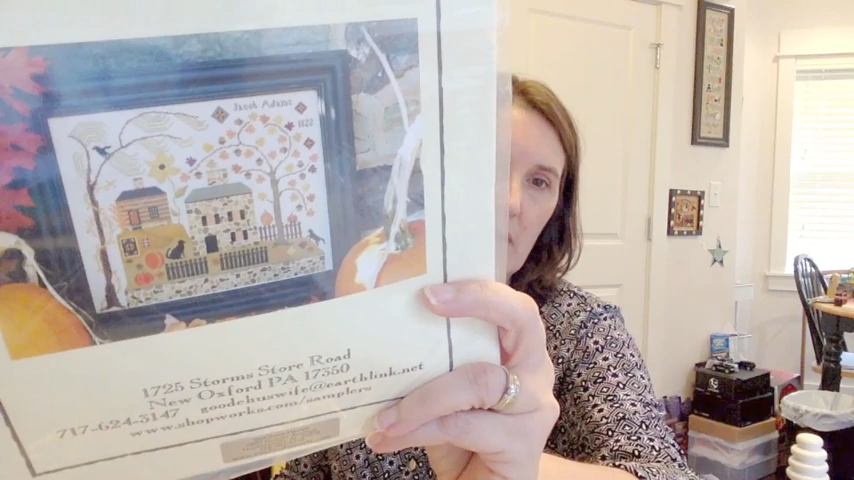 Jacob Adams
1820
1725 Storms Store Road
New Oxford PA 17350
717-624-3147 goodehuswife@earthlink.net
www.shopworks.com/samplers